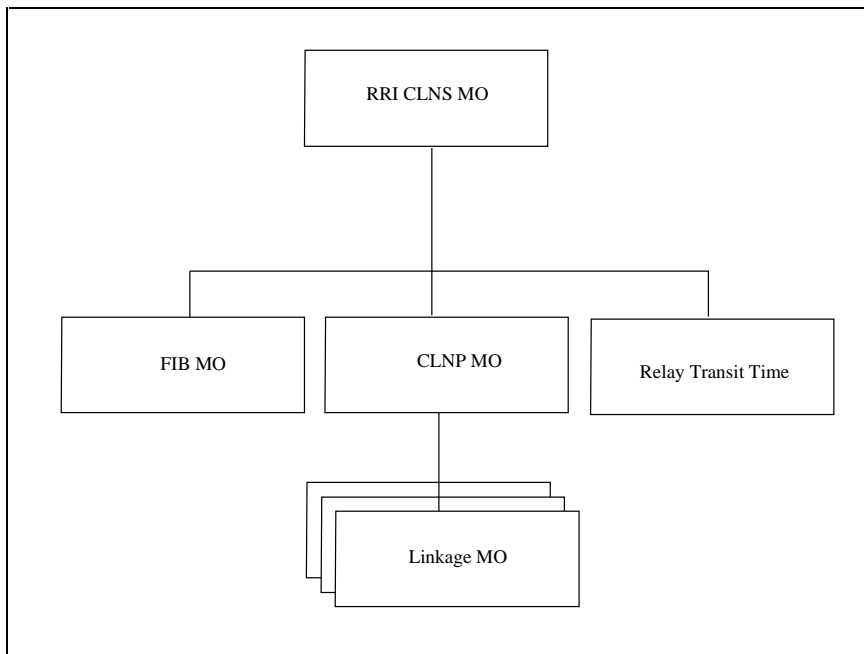 RRI CLNS MO
FIB MO
CLNP MO
Relay Transit Time
Linkage MO